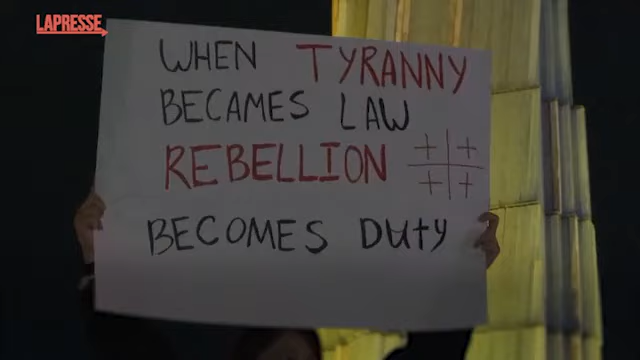 LAPRESSE
WHEN TYRANNY
BECAMES LAW
REBELLION
BECOMES DUty